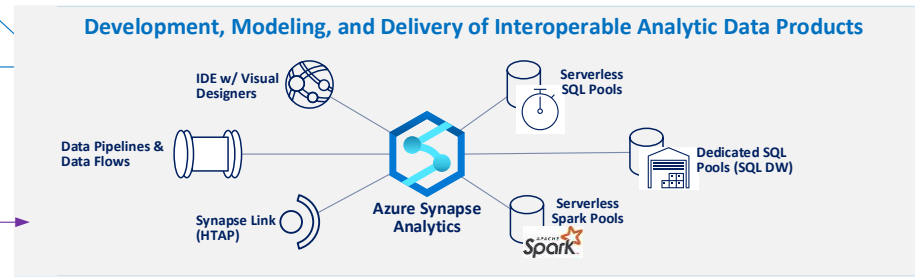 Development, Modeling, and Delivery of Interoperable Analytic Data Products
IDE w/ Visual
Designers
Serverless
SQL Pools
Data Pipelines &
Data Flows
Dedicated SQL
Pools (SQL DW)
Azure Synapse
Analytics
Synapse Link
(HTAP)
Serverless
Spark Pools
APACHE
Spark